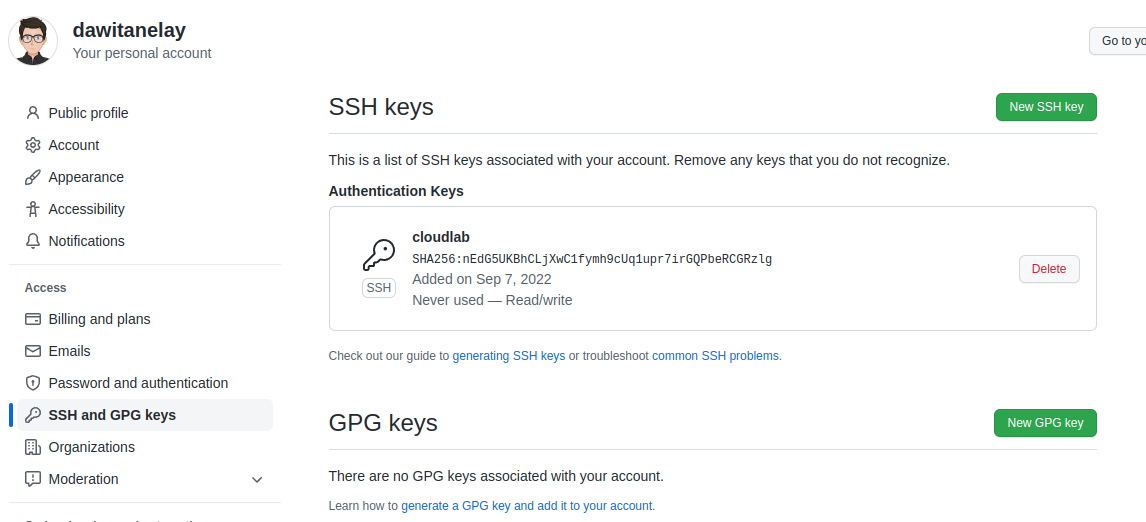 dawitanelay
Your personal account
Go to yo
Public profile
Account
Appearance
Accessibility
Notifications
Access
Billing and plans
Emails
Password and authentication
SSH and GPG keys
Organizations
Moderation
SSH keys
New SSH key
This is a list of SSH keys associated with your account. Remove any keys that you do not recognize.
Authentication Keys
cloudlab
SHA256:nEdG5UKBhCLjXwC1fymh9cUq1upr7irGQPbeRCGRzlg
SSH
Added on Sep 7, 2022
Never used — Read/write
Delete
Check out our guide to generating SSH keys or troubleshoot common SSH problems.
GPG keys
New GPG key
There are no GPG keys associated with your account.
Learn how to generate a GPG key and add it to your account.